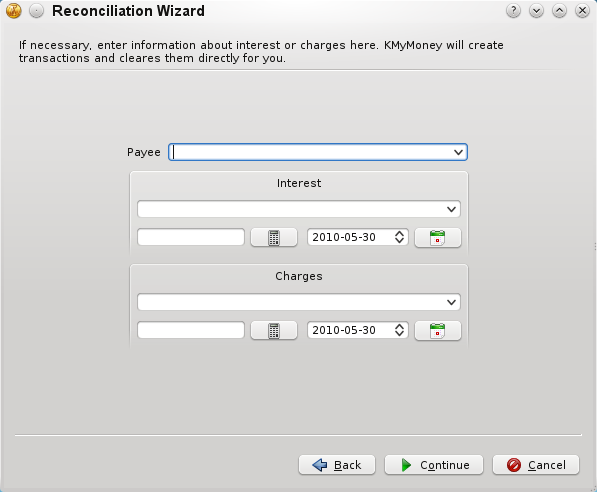 Reconciliation Wizard
If necessary, enter information about interest or charges here. KMyMoney will create
transactions and cleares them directly for you.
Payee
Interest
2010-05-30
Charges
2010-05-30
Back Continue Cancel